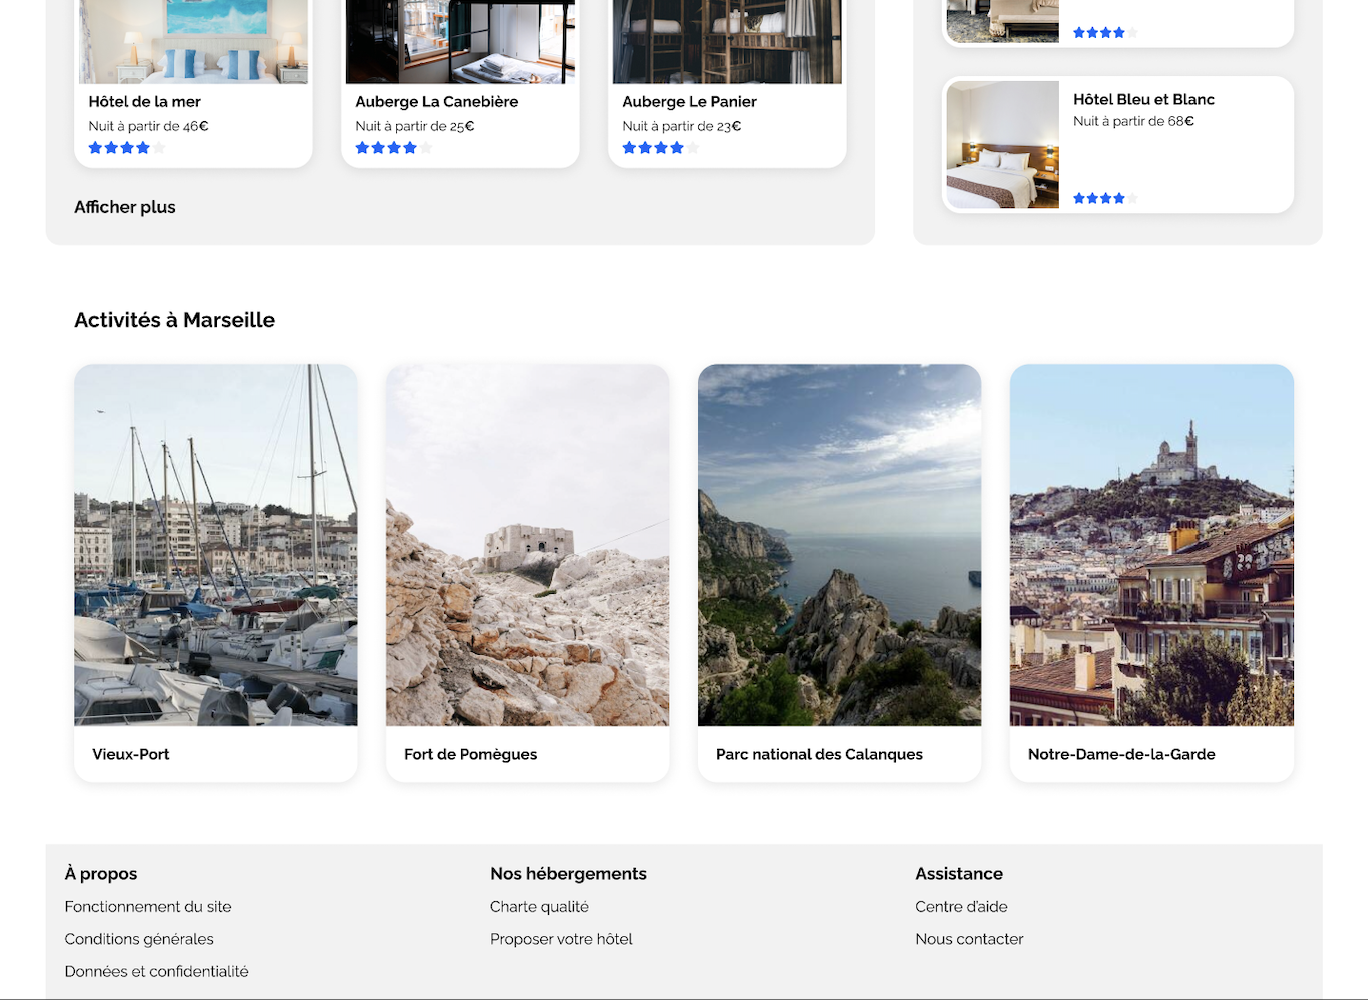 Hôtel de la mer
Nuit à partir de 46€
Auberge La Canebière
Nuit à partir de 25€
Auberge Le Panier
Nuit à partir de 23€
Afficher plus
Hôtel Bleu et Blanc
Nuit à partir de 68€
Activités à Marseille
Vieux-Port
Fort de Pomègues
Parc national des Calanques
Notre-Dame-de-la-Garde
À propos
Fonctionnement du site
Conditions générales
Données et confidentialité
Nos hébergements
Charte qualité
Proposer votre hôtel
Assistance
Centre d'aide
Nous contacter